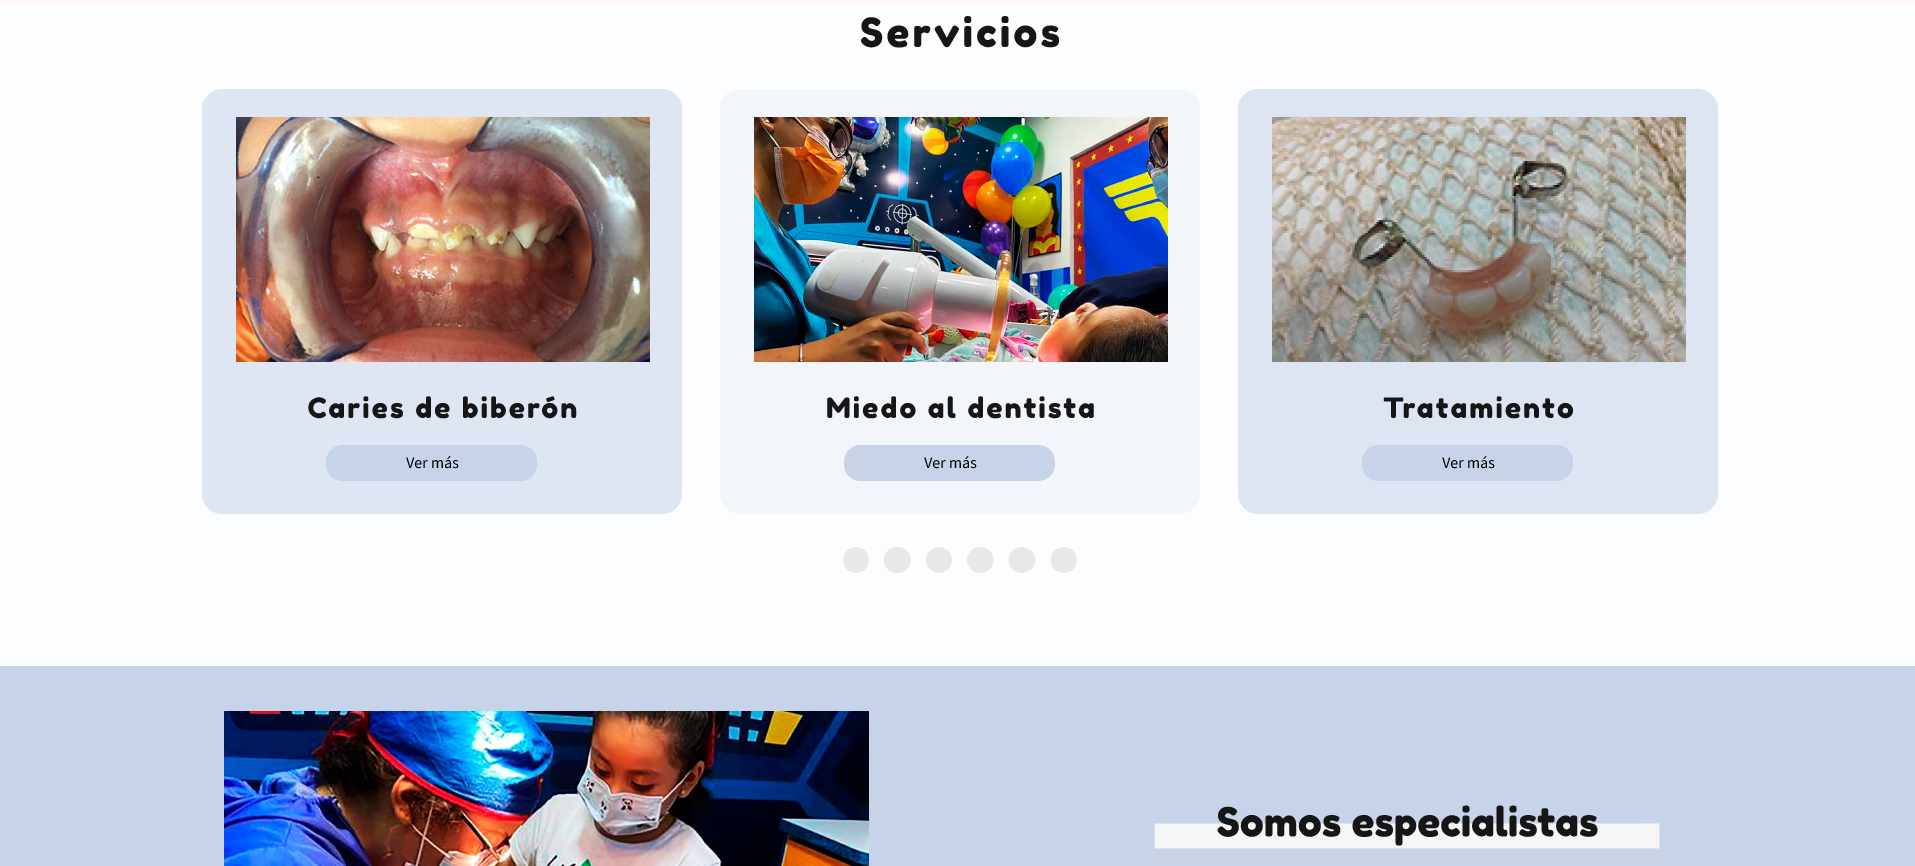 Servicios
Caries de biberón
Miedo al dentista
Tratamiento
Ver más
Ver más
Ver más
Somos especialistas